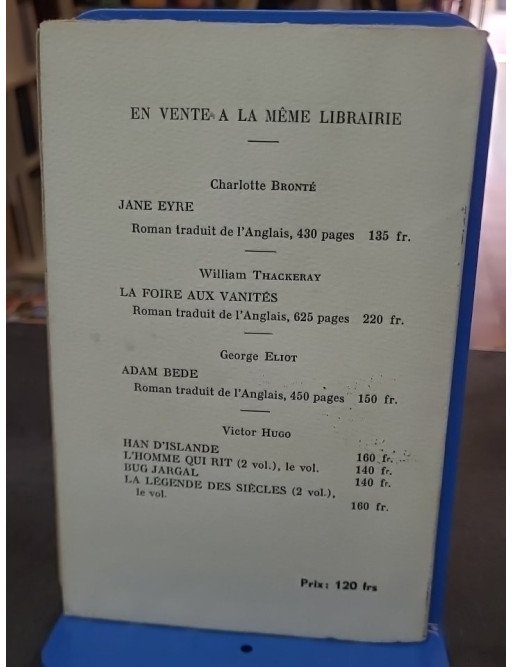 EN VENTE A LA MÊME LIBRAIRIE
Charlotte BRONTÉ
JANE EYRE
Roman traduit de l'Anglais, 430 pages 135 fr.
William THACKERAY
LA FOIRE AUX VANITÉS
Roman traduit de l'Anglais, 625 pages 220 fr.
George ELIOT
ADAM BEDE
Roman traduit de l'Anglais, 450 pages 150 fr.
Victor HUGO
HAN D'ISLANDE 160 fr.
L'HOMME QUI RIT (2 vol.), le vol. 140 fr.
BUG JARGAL 140 fr.
LA LÉGENDE DES SIÈCLES (2 vol.),
le vol. 160 fr.
Prix: 120 frs